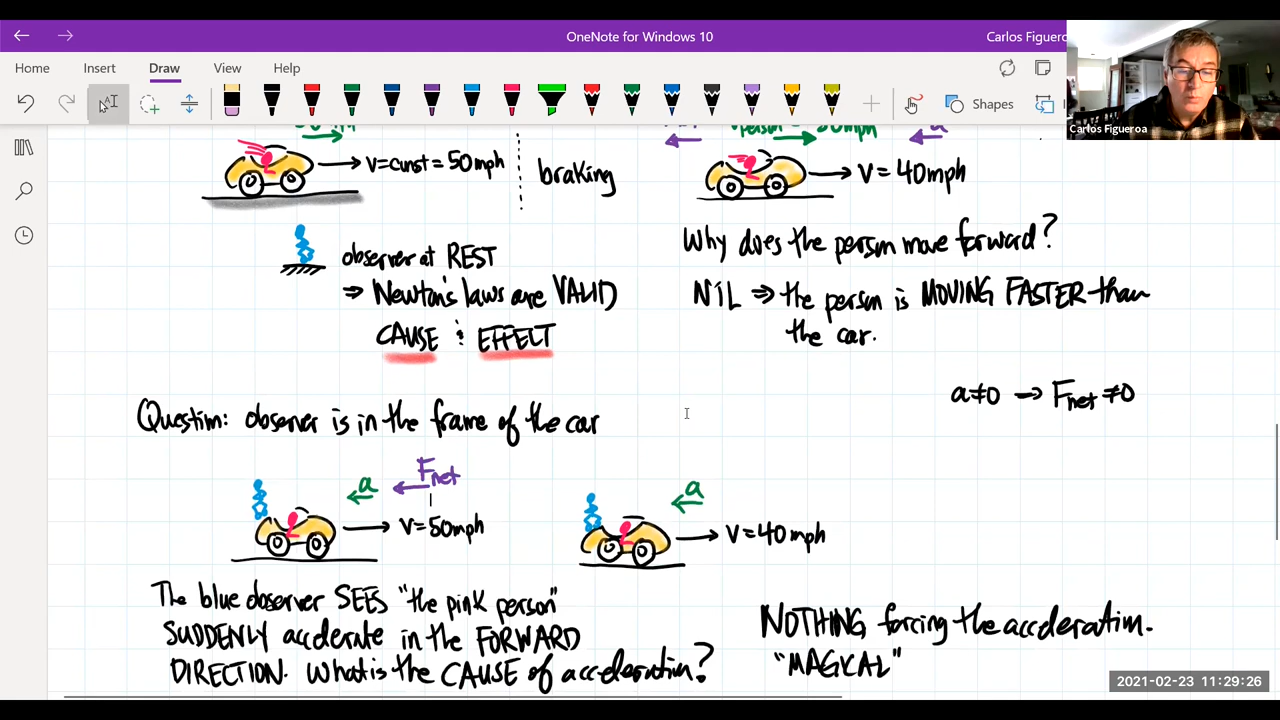 OneNote for Windows 10
Carlos Figuero
Home Insert Draw View Help
Shapes
Carlos Figueroa
V=const=50mph
braking
V=40mph
Why does the person move forward?
observer at REST
⇒ Newton's laws are VALID
CAUSE : EFFECT
N1L ⇒ the person is MOVING FASTER than
the car.
a≠0 → Fnet≠0
Question: observer is in the frame of the car
a
Fnet
V=50mph
a
V=40mph
The blue observer SEES "the pink person"
SUDDENLY acclerate in the FORWARD
DIRECTION. What is the CAUSE of acceleration?
NOTHING forcing the acceleration.
"MAGICAL"
2021-02-23 11:29:26